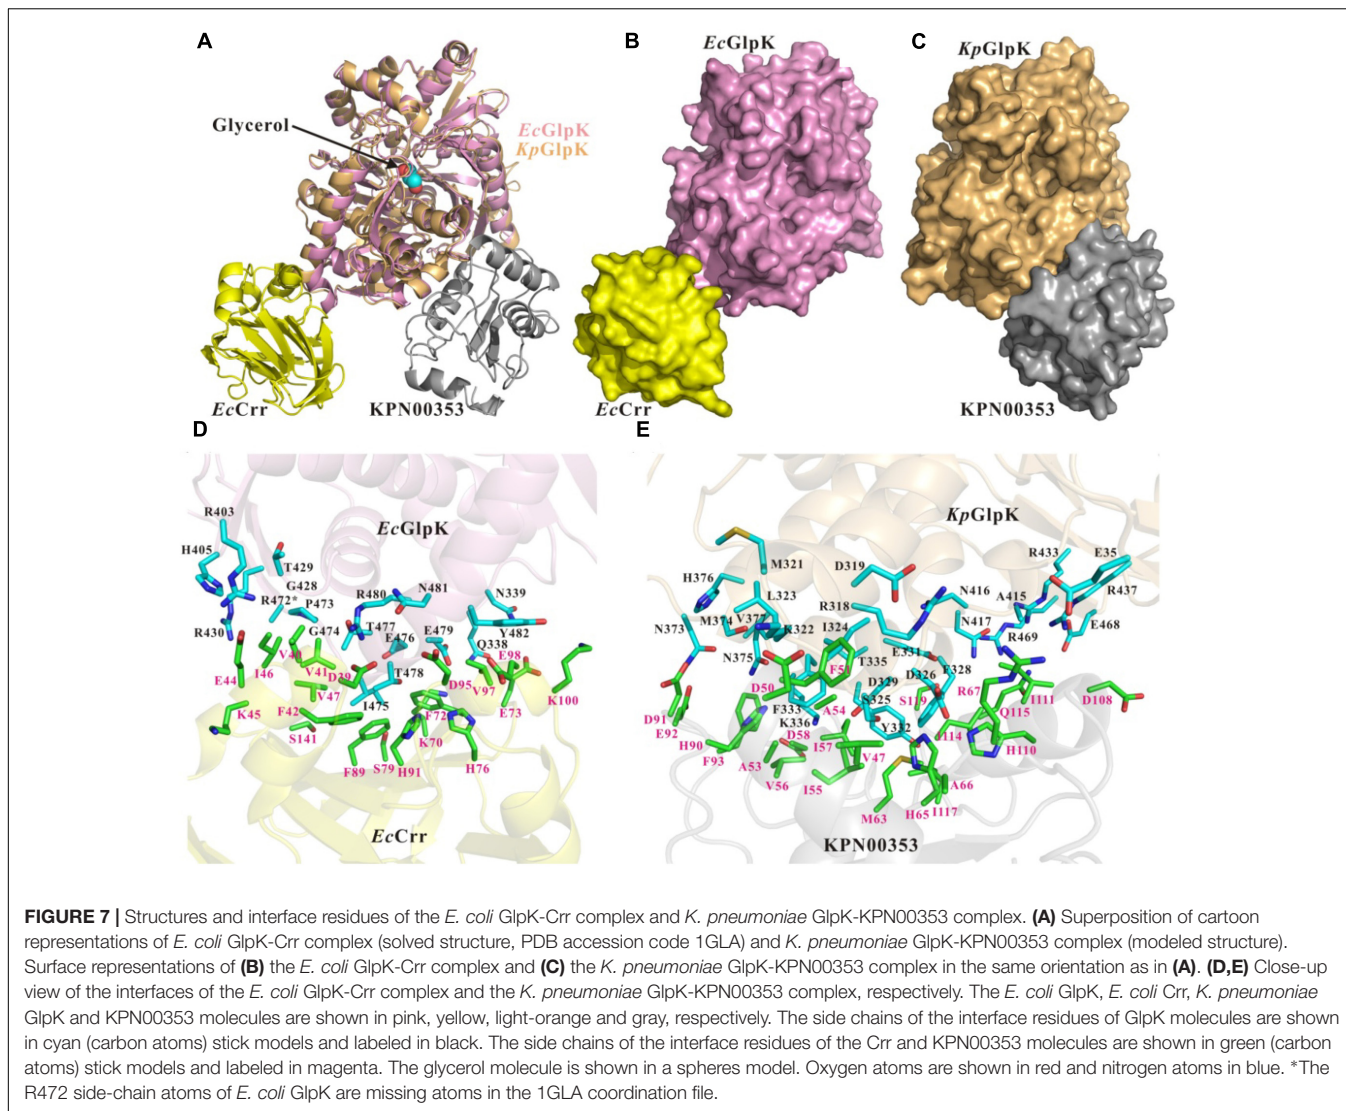 A
B
C
EcGlpK
KpGlpK
Glycerol
EcGlpK
KpGlpK
EcCrr
KPN00353
EcCrr
KPN00353
D
E
R403
H405
T429
G428
R472*
P473
R430
G474
R480
N481
T477
E476
E479
N339
Y482
Q338
T478
I475
EcGlpK
E44
I46
V40
V41
D39
V47
K45
F42
S141
F89
S79
H91
F72
K70
H76
D95
V97
E98
E73
K100
EcCrr
KpGlpK
M321
D319
H376
L323
R318
N416
A415
R433
E35
R437
N373
M374
V377
K322
I324
N417
R469
E468
N375
T335
E331
F328
D326
D329
S325
F333
K336
Y332
D50
F51
A54
S119
R67
I111
D108
Q115
I114
H110
D91
E92
H90
F93
A53
D58
V56
I57
I55
V47
M63
H65
I117
A66
KPN00353
FIGURE 7 | Structures and interface residues of the E. coli GlpK-Crr complex and K. pneumoniae GlpK-KPN00353 complex. (A) Superposition of cartoon
representations of E. coli GlpK-Crr complex (solved structure, PDB accession code 1GLA) and K. pneumoniae GlpK-KPN00353 complex (modeled structure).
Surface representations of (B) the E. coli GlpK-Crr complex and (C) the K. pneumoniae GlpK-KPN00353 complex in the same orientation as in (A). (D,E) Close-up
view of the interfaces of the E. coli GlpK-Crr complex and the K. pneumoniae GlpK-KPN00353 complex, respectively. The E. coli GlpK, E. coli Crr, K. pneumoniae
GlpK and KPN00353 molecules are shown in pink, yellow, light-orange and gray, respectively. The side chains of the interface residues of GlpK molecules are shown
in cyan (carbon atoms) stick models and labeled in black. The side chains of the interface residues of the Crr and KPN00353 molecules are shown in green (carbon
atoms) stick models and labeled in magenta. The glycerol molecule is shown in a spheres model. Oxygen atoms are shown in red and nitrogen atoms in blue. *The
R472 side-chain atoms of E. coli GlpK are missing atoms in the 1GLA coordination file.